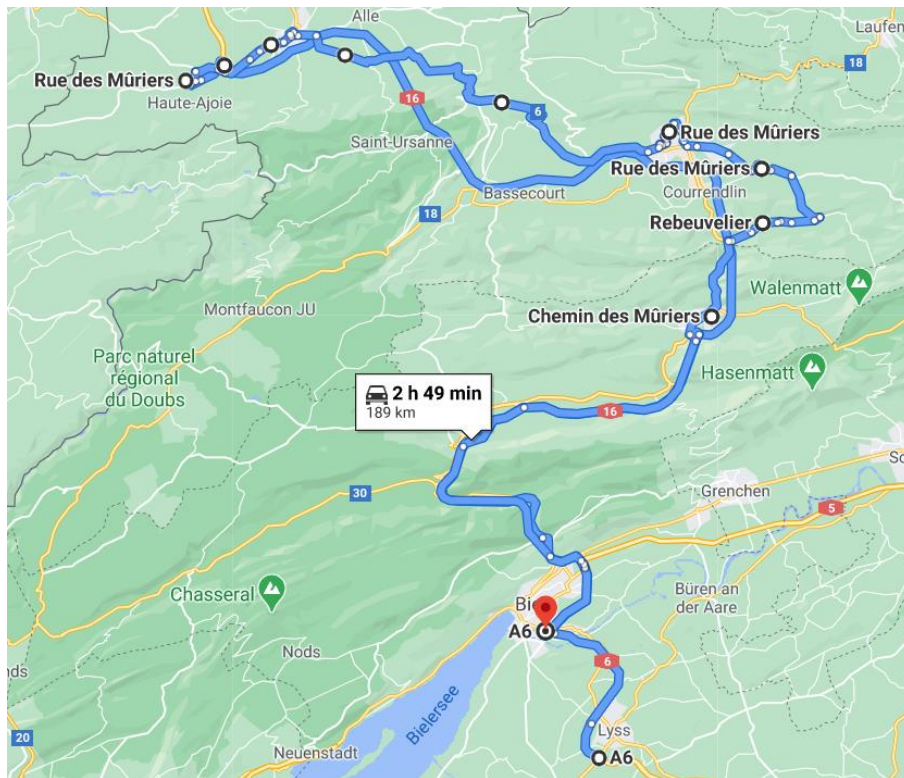 Alle
Laufen
18
Rue des Mûriers
Haute-Ajoie
16
6
Saint-Ursanne
Rue des Mûriers
Rue des Mûriers
Bassecourt
Courrendlin
18
Rebeuvelier
Walenmatt
Montfaucon JU
Chemin des Mûriers
Parc naturel
régional
du Doubs
Hasenmatt
2 h 49 min
189 km
16
30
Grenchen
5
Chasseral
Büren an
der Aare
A6
Nods
6
Bielersee
20
Lyss
Neuenstadt
A6